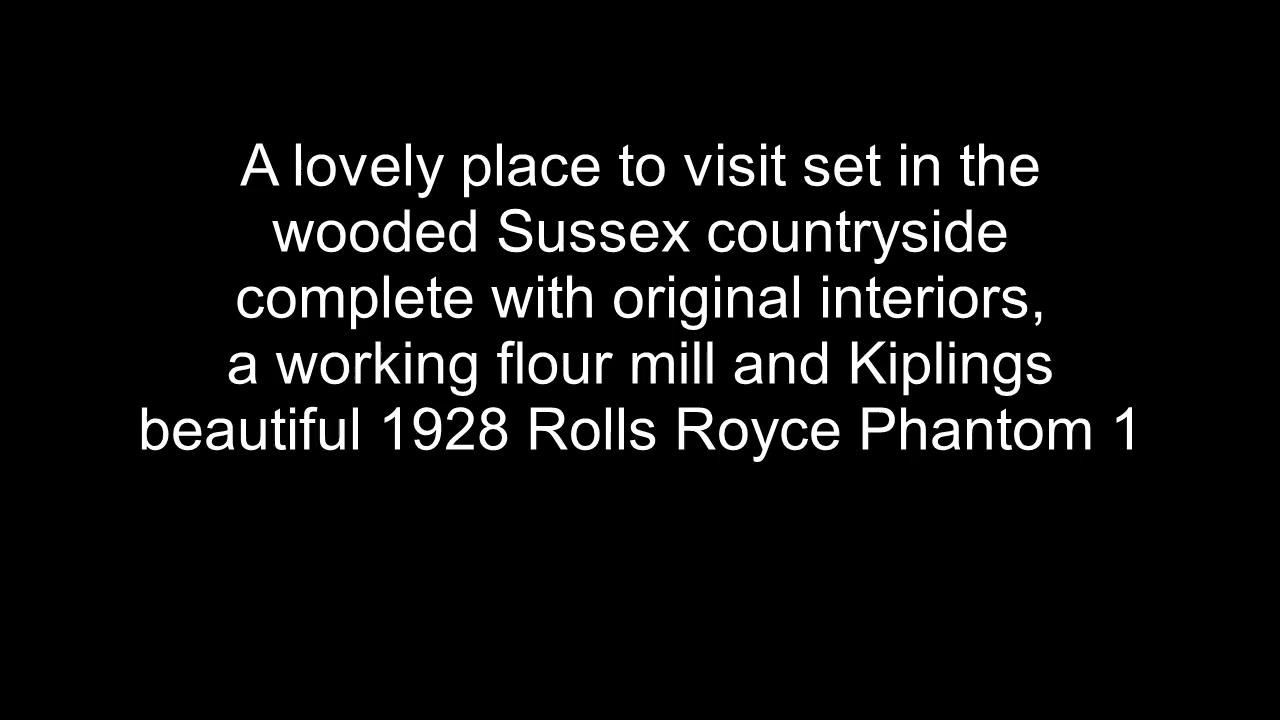 A lovely place to visit set in the
wooded Sussex countryside
complete with original interiors,
a working flour mill and Kiplings
beautiful 1928 Rolls Royce Phantom 1